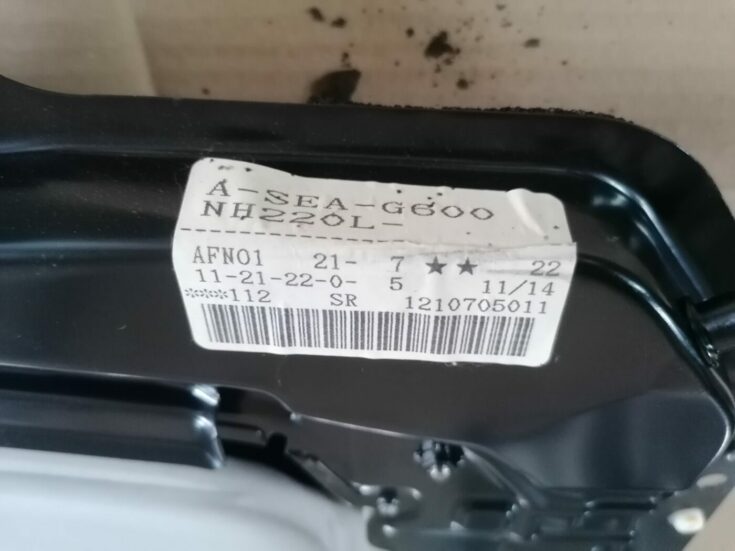 A-SEA-G600
NH220L-
AFN01 21- 7 ★★ 22
11-21-22-0- 5 11/14
***112 SR 1210705011